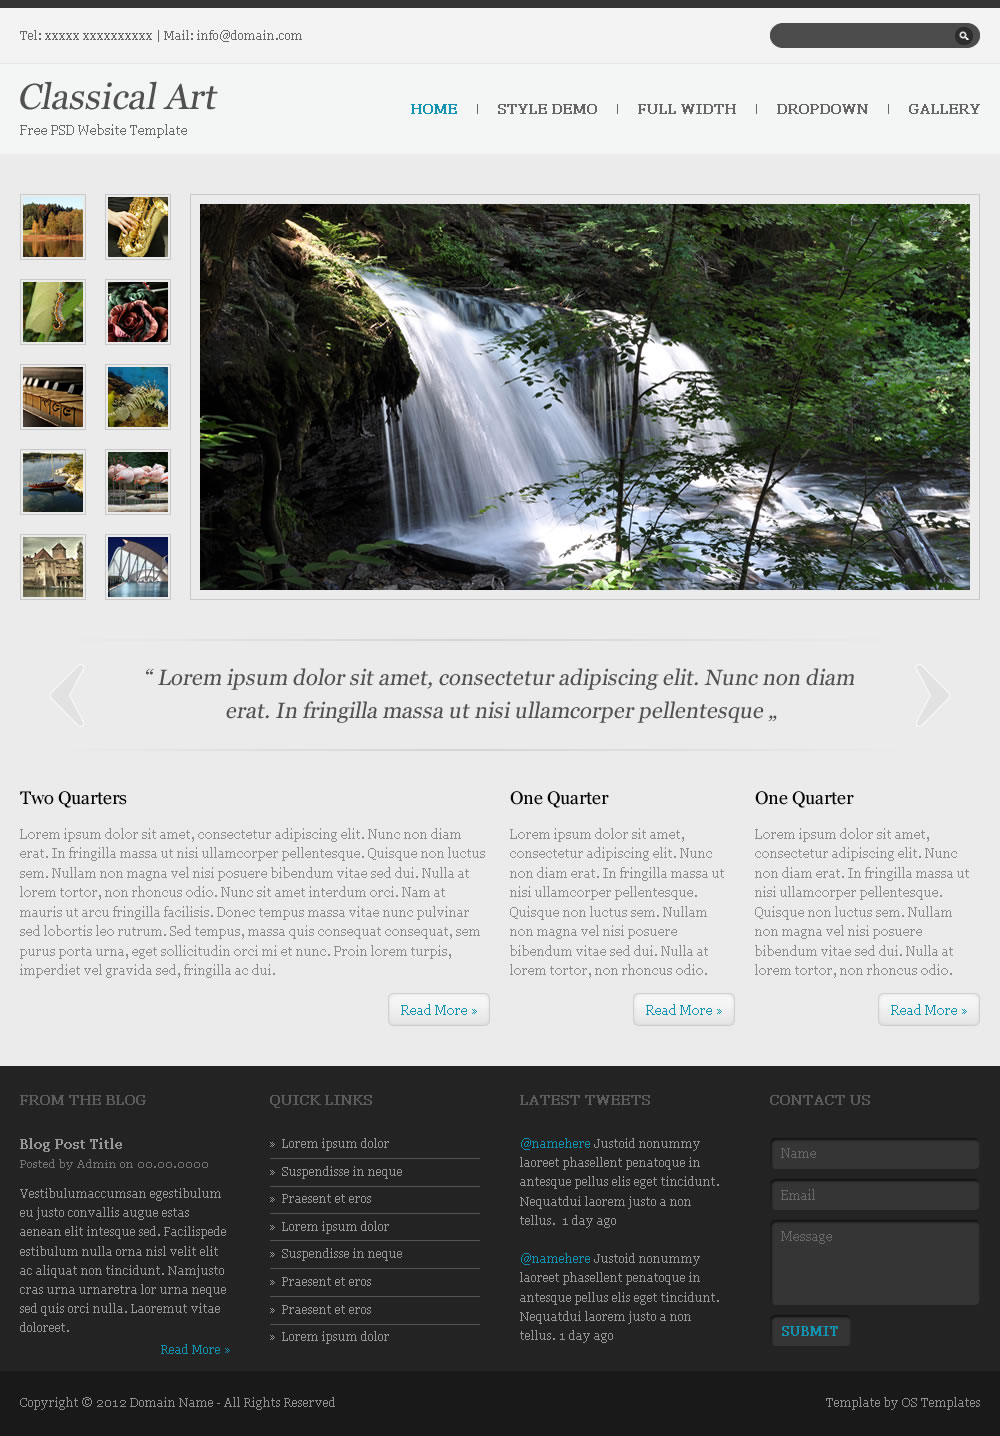 Tel: xxxxx xxxxxxxxxx | Mail: info@domain.com
Classical Art
Free PSD Website Template
HOME | STYLE DEMO | FULL WIDTH | DROPDOWN | GALLERY
“ Lorem ipsum dolor sit amet, consectetur adipiscing elit. Nunc non diam
erat. In fringilla massa ut nisi ullamcorper pellentesque „
Two Quarters
Lorem ipsum dolor sit amet, consectetur adipiscing elit. Nunc non diam
erat. In fringilla massa ut nisi ullamcorper pellentesque. Quisque non luctus
sem. Nullam non magna vel nisi posuere bibendum vitae sed dui. Nulla at
lorem tortor, non rhoncus odio. Nunc sit amet interdum orci. Nam at
mauris ut arcu fringilla facilisis. Donec tempus massa vitae nunc pulvinar
sed lobortis leo rutrum. Sed tempus, massa quis consequat consequat, sem
purus porta urna, eget sollicitudin orci mi et nunc. Proin lorem turpis,
imperdiet vel gravida sed, fringilla ac dui.
Read More »
One Quarter
Lorem ipsum dolor sit amet,
consectetur adipiscing elit. Nunc
non diam erat. In fringilla massa ut
nisi ullamcorper pellentesque.
Quisque non luctus sem. Nullam
non magna vel nisi posuere
bibendum vitae sed dui. Nulla at
lorem tortor, non rhoncus odio.
Read More »
One Quarter
Lorem ipsum dolor sit amet,
consectetur adipiscing elit. Nunc
non diam erat. In fringilla massa ut
nisi ullamcorper pellentesque.
Quisque non luctus sem. Nullam
non magna vel nisi posuere
bibendum vitae sed dui. Nulla at
lorem tortor, non rhoncus odio.
Read More »
FROM THE BLOG
Blog Post Title
Posted by Admin on 00.00.0000
Vestibulumaccumsan egestibulum
eu justo convallis augue estas
aenean elit intesque sed. Facilispede
estibulum nulla orna nisl velit elit
ac aliquat non tincidunt. Namjusto
cras urna urnaretra lor urna neque
sed quis orci nulla. Laoremut vitae
doloreet.
Read More »
QUICK LINKS
» Lorem ipsum dolor
» Suspendisse in neque
» Praesent et eros
» Lorem ipsum dolor
» Suspendisse in neque
» Praesent et eros
» Praesent et eros
» Lorem ipsum dolor
LATEST TWEETS
@namehere Justoid nonummy
laoreet phasellent penatoque in
antesque pellus elis eget tincidunt.
Nequatdui laorem justo a non
tellus. 1 day ago
@namehere Justoid nonummy
laoreet phasellent penatoque in
antesque pellus elis eget tincidunt.
Nequatdui laorem justo a non
tellus. 1 day ago
CONTACT US
Name
Email
Message
SUBMIT
Copyright © 2012 Domain Name - All Rights Reserved
Template by OS Templates